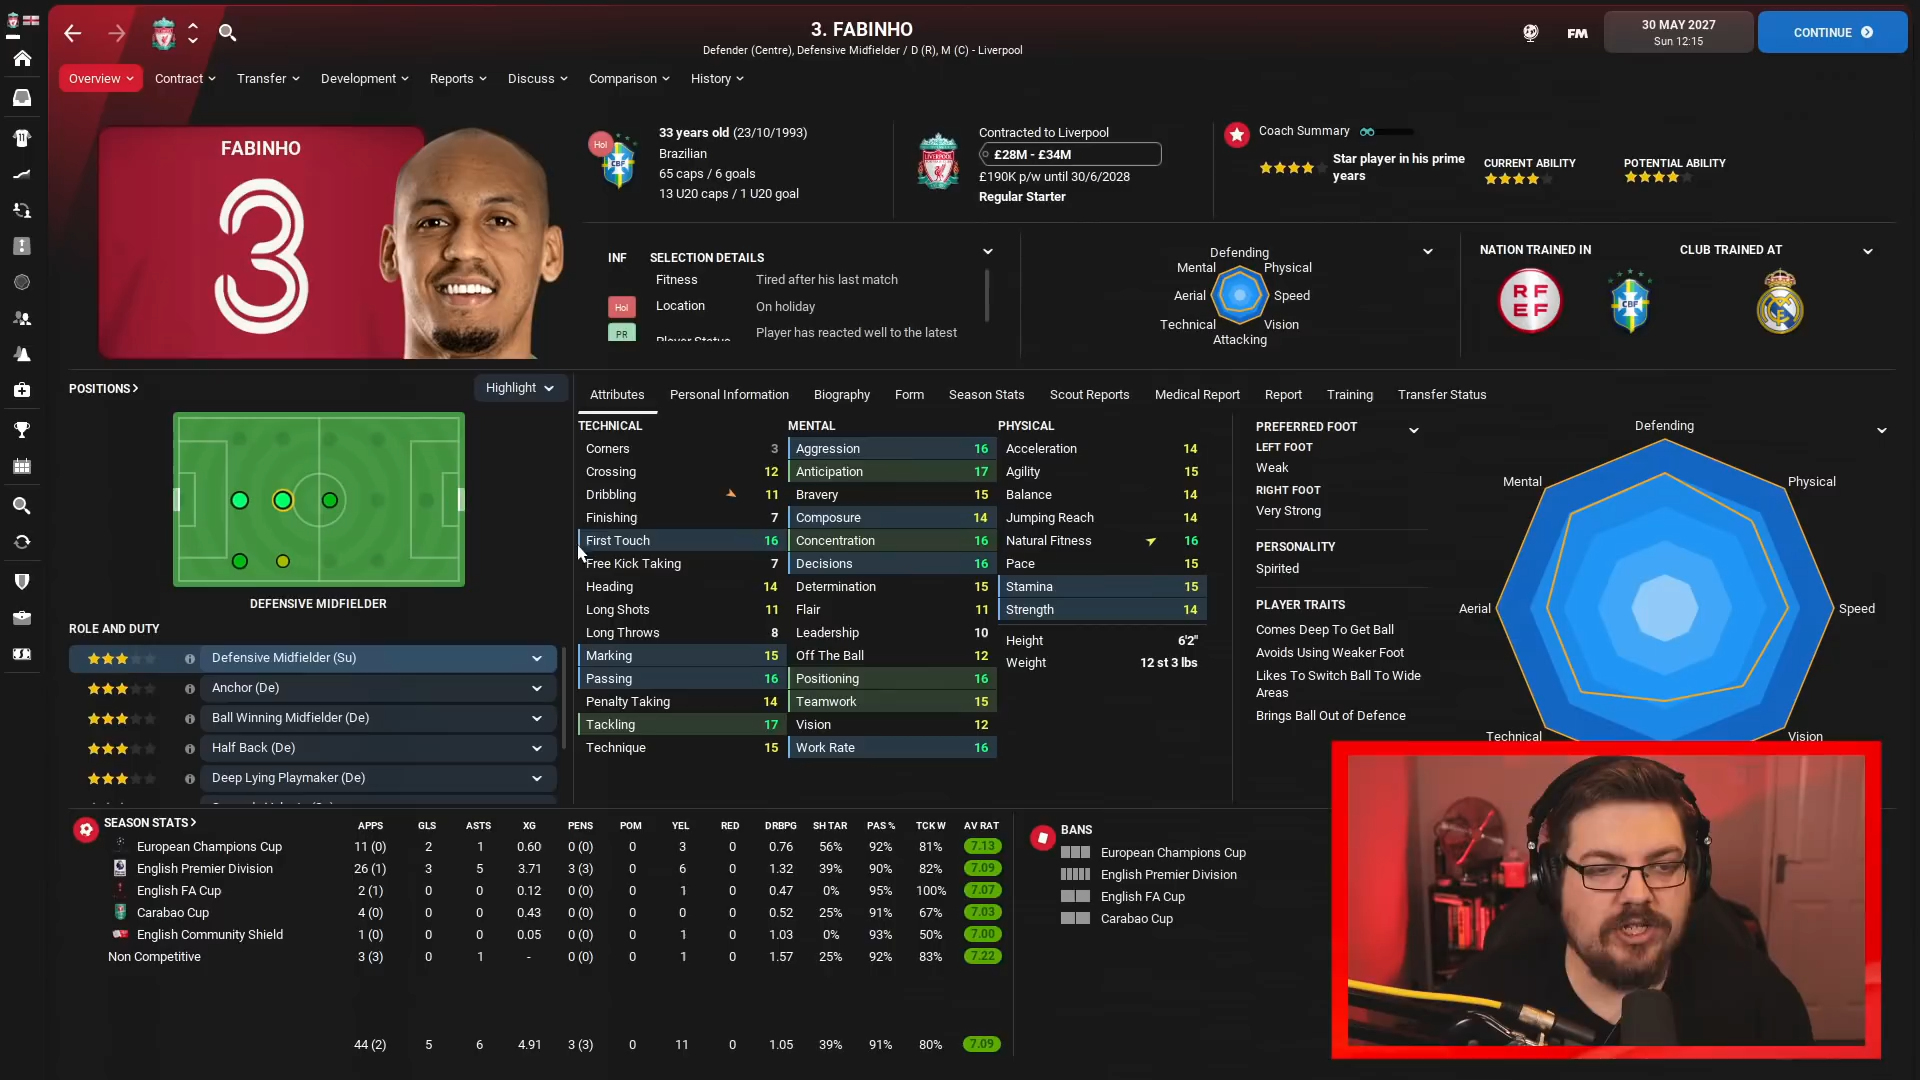 3. FABINHO
Defender (Centre), Defensive Midfielder / D (R), M (C) - Liverpool
FM
30 MAY 2027
Sun 12:15
CONTINUE
Overview Contract Transfer Development Reports Discuss Comparison History
FABINHO
3
Hol
CBF
33 years old (23/10/1993)
Brazilian
65 caps / 6 goals
13 U20 caps / 1 U20 goal
Contracted to Liverpool
£28M - £34M
£190K p/w until 30/6/2028
Regular Starter
Coach Summary
Star player in his prime years
CURRENT ABILITY
POTENTIAL ABILITY
INF SELECTION DETAILS
Fitness Tired after his last match
Hol Location On holiday
PR Player Status Player has reacted well to the latest
Defending
Mental Physical
Aerial Speed
Technical Vision
Attacking
NATION TRAINED IN
RFEF
CBF
CLUB TRAINED AT
POSITIONS
Highlight
DEFENSIVE MIDFIELDER
ROLE AND DUTY
Defensive Midfielder (Su)
Anchor (De)
Ball Winning Midfielder (De)
Half Back (De)
Deep Lying Playmaker (De)
Attributes Personal Information Biography Form Season Stats Scout Reports Medical Report Report Training Transfer Status
TECHNICAL
Corners 3
Crossing 12
Dribbling 11
Finishing 7
First Touch 16
Free Kick Taking 7
Heading 14
Long Shots 11
Long Throws 8
Marking 15
Passing 16
Penalty Taking 14
Tackling 17
Technique 15
MENTAL
Aggression 16
Anticipation 17
Bravery 15
Composure 14
Concentration 16
Decisions 16
Determination 15
Flair 11
Leadership 10
Off The Ball 12
Positioning 16
Teamwork 15
Vision 12
Work Rate 16
PHYSICAL
Acceleration 14
Agility 15
Balance 14
Jumping Reach 14
Natural Fitness 16
Pace 15
Stamina 15
Strength 14
Height 6'2"
Weight 12 st 3 lbs
PREFERRED FOOT
LEFT FOOT
Weak
RIGHT FOOT
Very Strong
PERSONALITY
Spirited
PLAYER TRAITS
Comes Deep To Get Ball
Avoids Using Weaker Foot
Likes To Switch Ball To Wide
Areas
Brings Ball Out of Defence
Defending
Mental Physical
Aerial Speed
Technical Vision
SEASON STATS APPS GLS ASTS XG PENS POM YEL RED DRBPG SH TAR PAS % TCK W AV RAT
European Champions Cup 11 (0) 2 1 0.60 0 (0) 0 3 0 0.76 56% 92% 81% 7.13
English Premier Division 26 (1) 3 5 3.71 3 (3) 0 6 0 1.32 39% 90% 82% 7.09
English FA Cup 2 (1) 0 0 0.12 0 (0) 0 1 0 0.47 0% 95% 100% 7.07
Carabao Cup 4 (0) 0 0 0.43 0 (0) 0 0 0 0.52 25% 91% 67% 7.03
English Community Shield 1 (0) 0 0 0.05 0 (0) 0 1 0 1.03 0% 93% 50% 7.00
Non Competitive 3 (3) 0 1 - 0 (0) 0 1 0 1.57 25% 92% 83% 7.22
44 (2) 5 6 4.91 3 (3) 0 11 0 1.05 39% 91% 80% 7.09
BANS
European Champions Cup
English Premier Division
English FA Cup
Carabao Cup